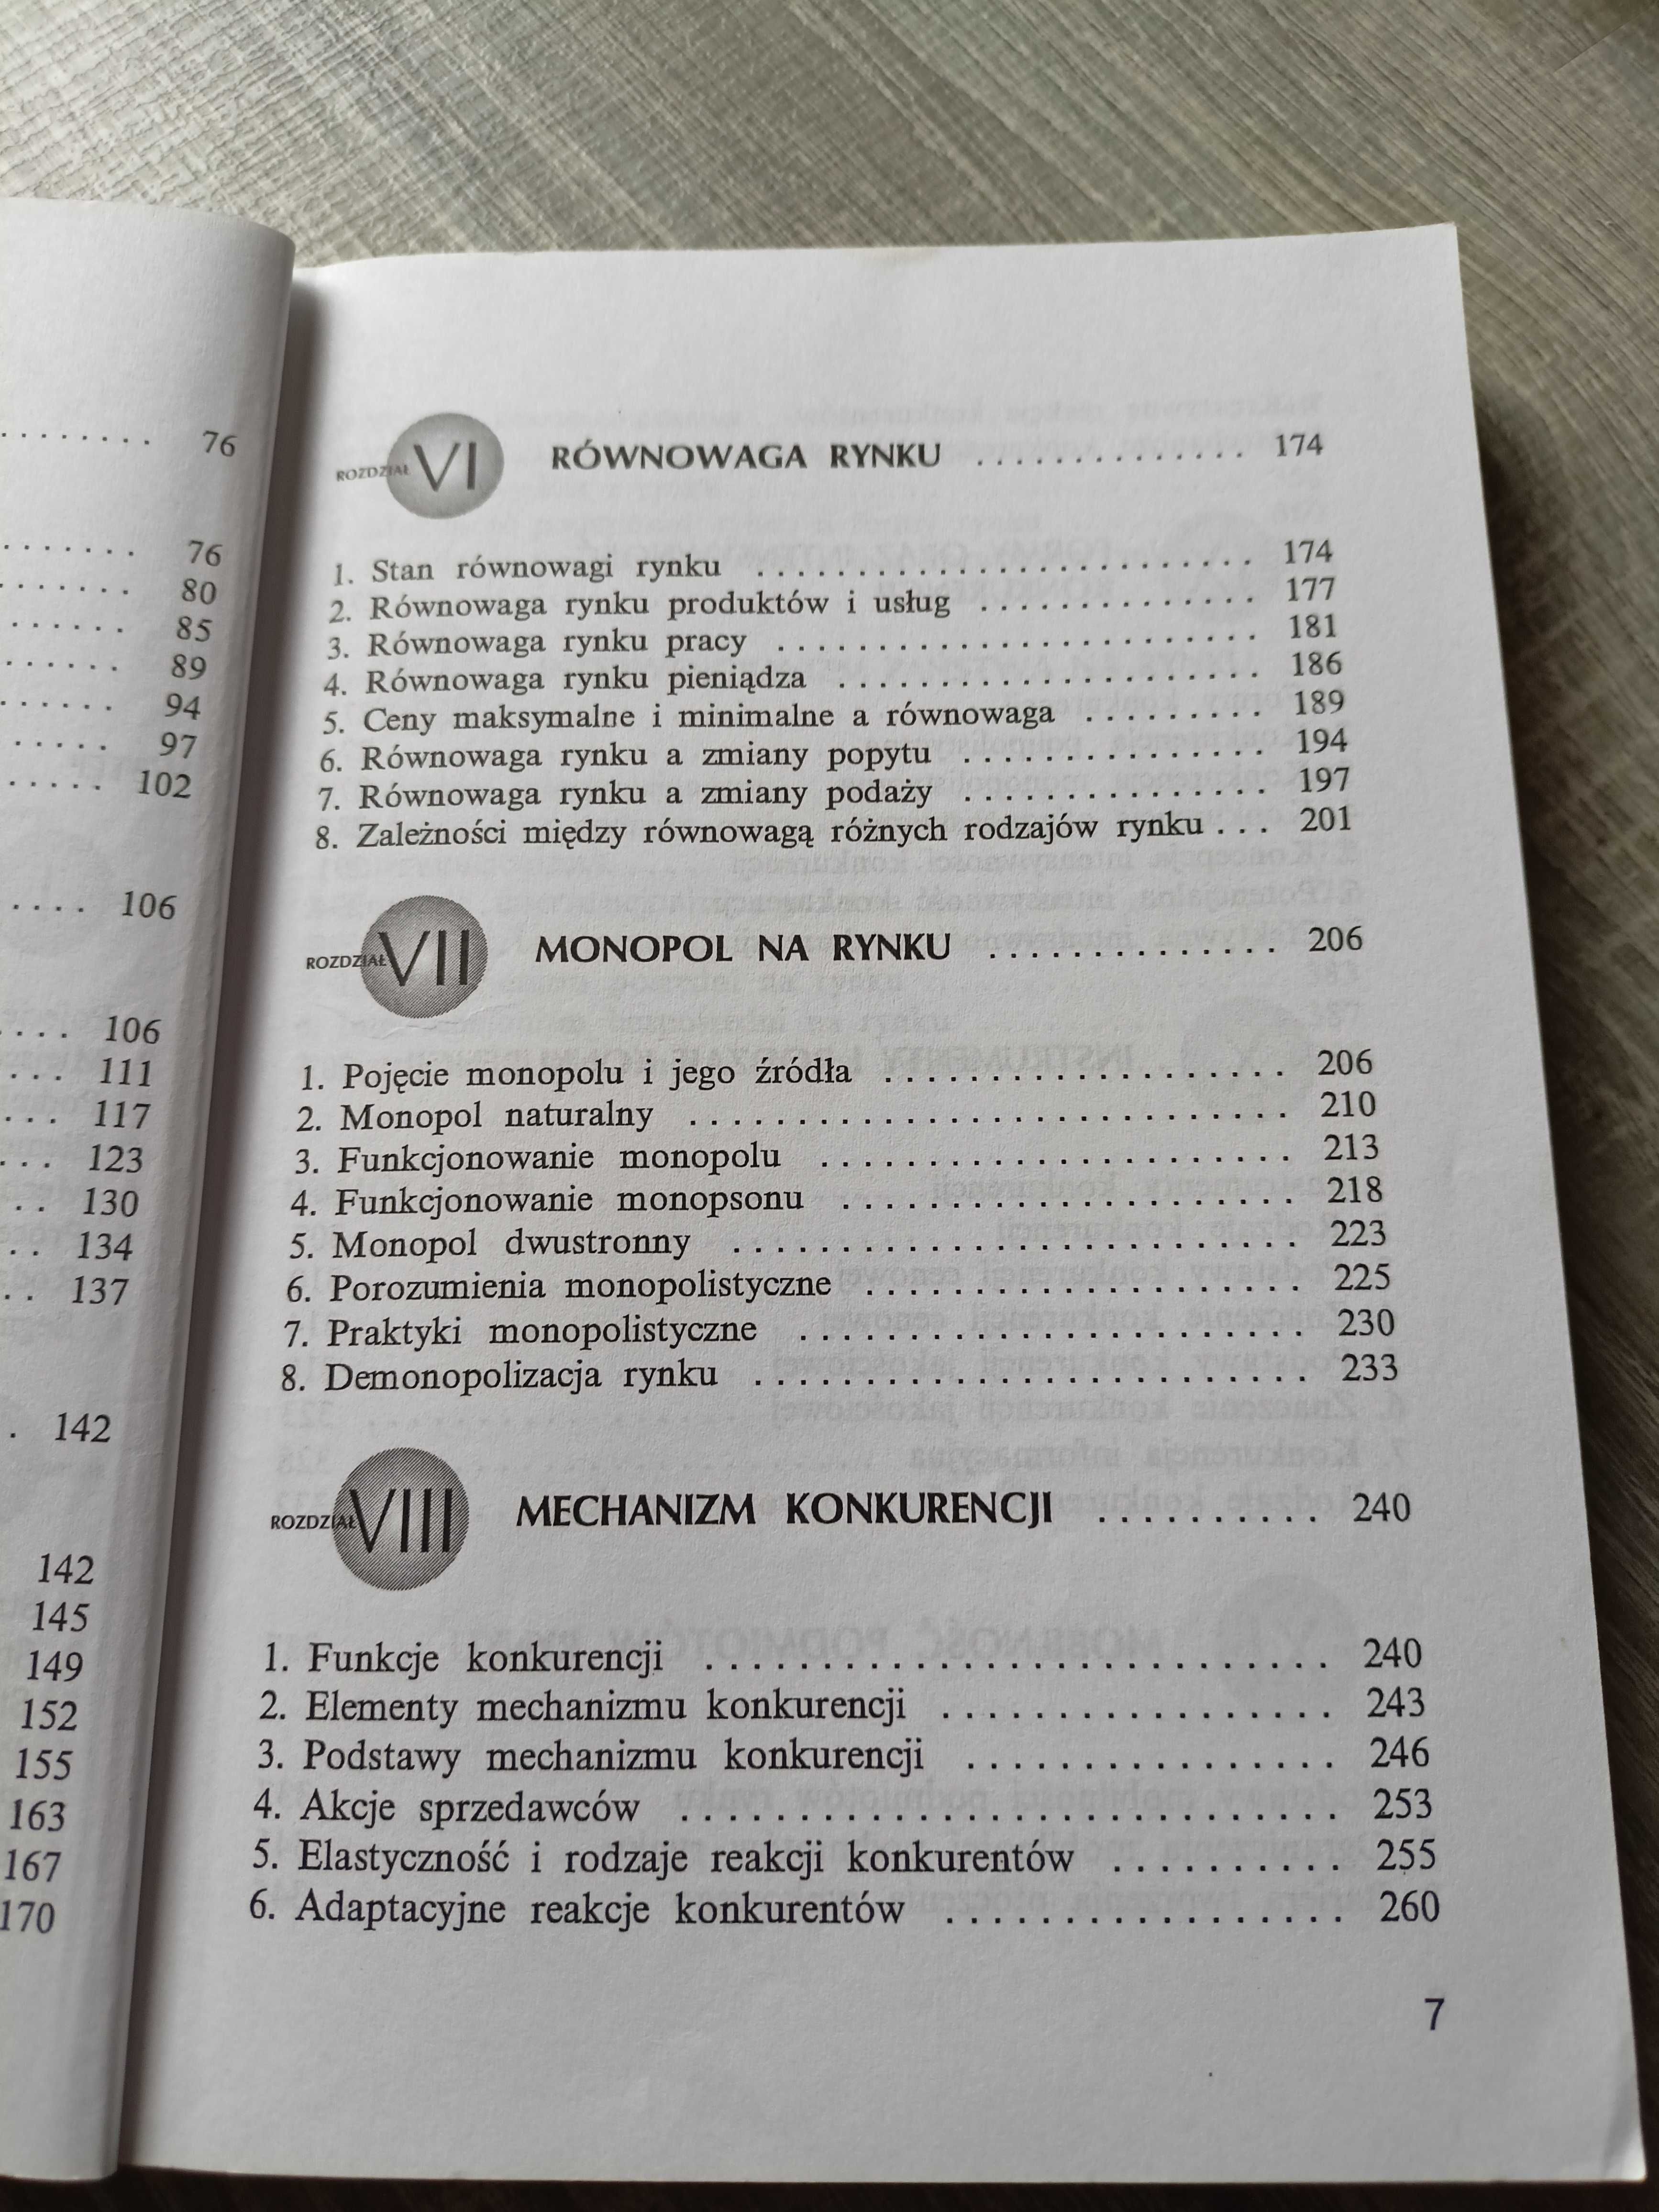 76
76
80
85
89
94
97
102
106
106
111
117
123
130
134
137
142
142
145
149
152
155
163
167
170
ROZDZIAŁ VI RÓWNOWAGA RYNKU .............. 174
1. Stan równowagi rynku .......................... 174
2. Równowaga rynku produktów i usług .............. 177
3. Równowaga rynku pracy ......................... 181
4. Równowaga rynku pieniądza ..................... 186
5. Ceny maksymalne i minimalne a równowaga ......... 189
6. Równowaga rynku a zmiany popytu ............... 194
7. Równowaga rynku a zmiany podaży ............... 197
8. Zależności między równowagą różnych rodzajów rynku ... 201
ROZDZIAŁ VII MONOPOL NA RYNKU .............. 206
1. Pojęcie monopolu i jego źródła ................... 206
2. Monopol naturalny ............................ 210
3. Funkcjonowanie monopolu ...................... 213
4. Funkcjonowanie monopsonu ..................... 218
5. Monopol dwustronny .......................... 223
6. Porozumienia monopolistyczne .................... 225
7. Praktyki monopolistyczne ....................... 230
8. Demonopolizacja rynku ......................... 233
ROZDZIAŁ VIII MECHANIZM KONKURENCJI .......... 240
1. Funkcje konkurencji ........................... 240
2. Elementy mechanizmu konkurencji ................. 243
3. Podstawy mechanizmu konkurencji ................ 246
4. Akcje sprzedawców ............................ 253
5. Elastyczność i rodzaje reakcji konkurentów .......... 255
6. Adaptacyjne reakcje konkurentów ................. 260
7